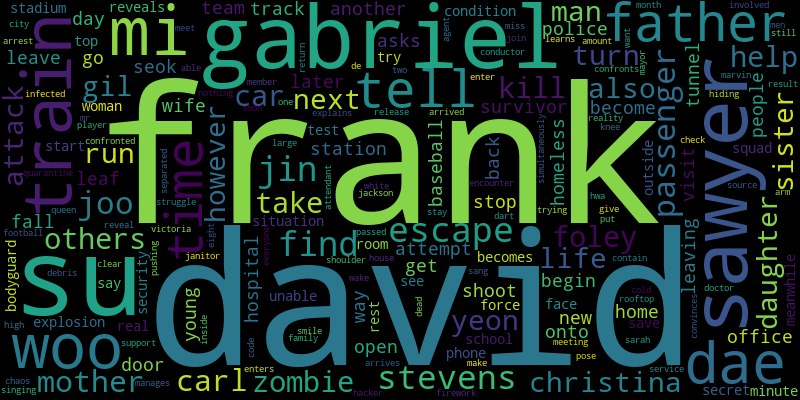 stadium
reveals
team track another condition agent miss join
day top
leave
infected
city arrest
train
mi
gabriel
man police
asks turn
father
month involved men still
meet
learns amount
want mayor
confronts
attack
gil
seok go
woman
wife
car
later
next
try
able
tell
conductor return de two enter
kill also
survivor
help
passenger
become
tunnel
people
marvin
hiding
result
mr player
confronted
run
frank
sawyer
sister
start
however
time
jin
test station
take
one explains
release arrived
nothing
member
baseball
back
homeless
simultaneously
reality knee
outside
visit
check
squad
source arm
leaf
quarantine
joo
situation
large attendant
stop
white jackson encounter
stay
hwa
give put
dart trying
fall
others
queen reveal
struggle
separated
victoria
eight
passed
find
escape
foley
life
leaving
daughter
meanwhile
football
bodyguard
debris
su
clear
say
security
pushing
janitor
hospital
unable
david
room house
shoulder wake
way
attempt
get
see
becomes
shoot
force
yeon
school
begin
face
new
sang
cold
save
rooftop contain
doctor
convinces
office
high
explosion
real
young
inside
smile
family
code
rest
dead
phone
make
onto
home
meeting sarah
pose
service
dae
secret minute
woo
chaos
support
singing
mother
door
manages
enters
carl
zombie
open
arrives
stevens
hacker
firework
christina